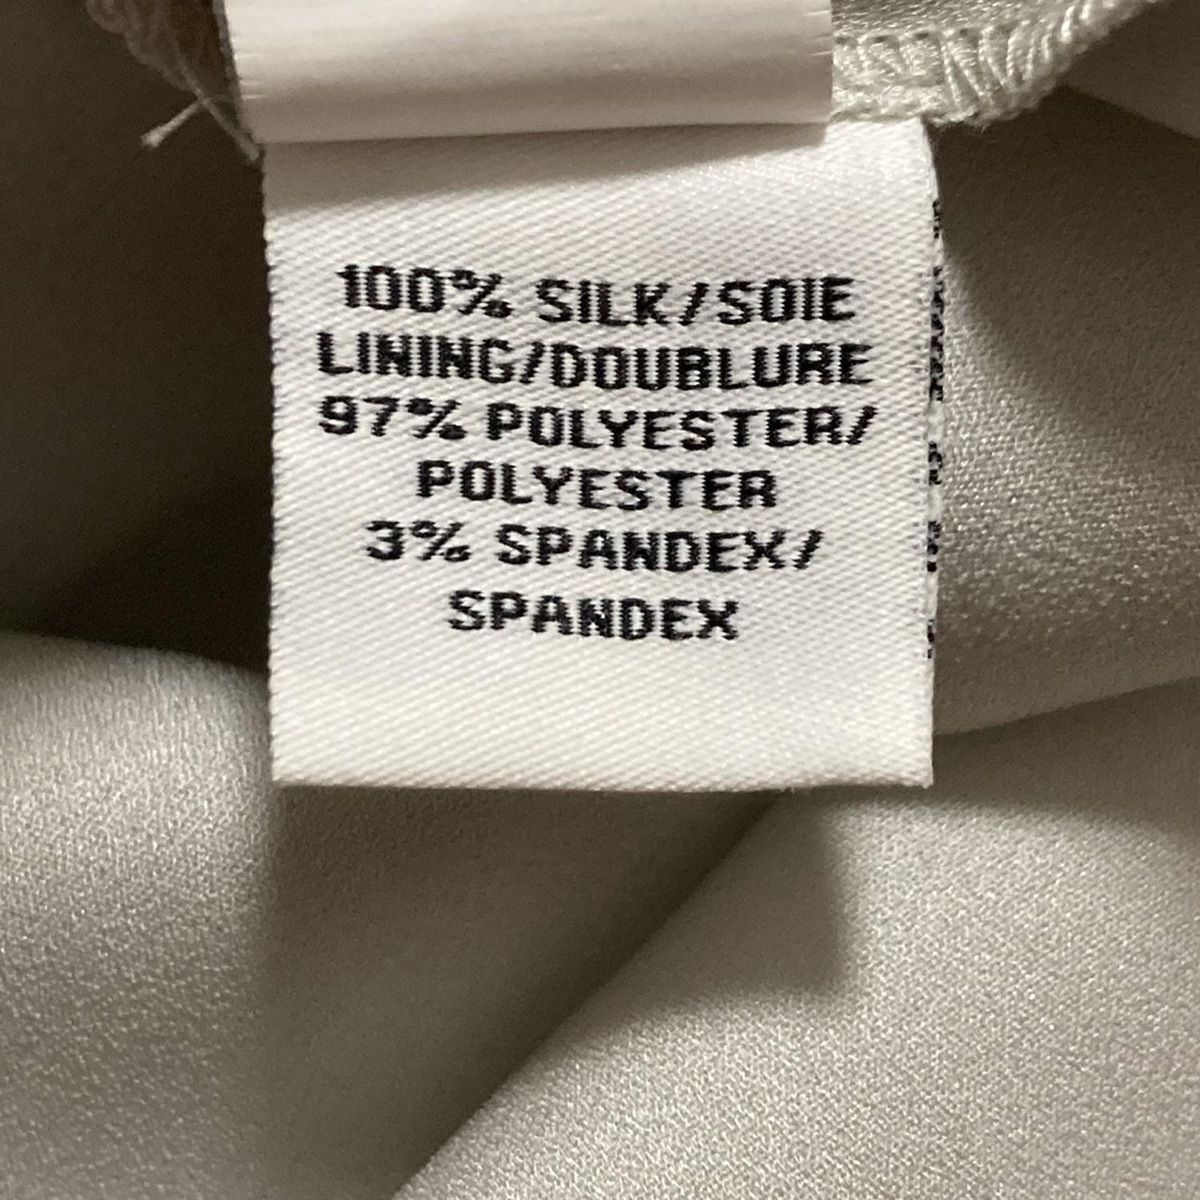 100% SILK/SOIE
LINING/DOUBLURE
97% POLYESTER/
POLYESTER
3% SPANDEX/
SPANDEX